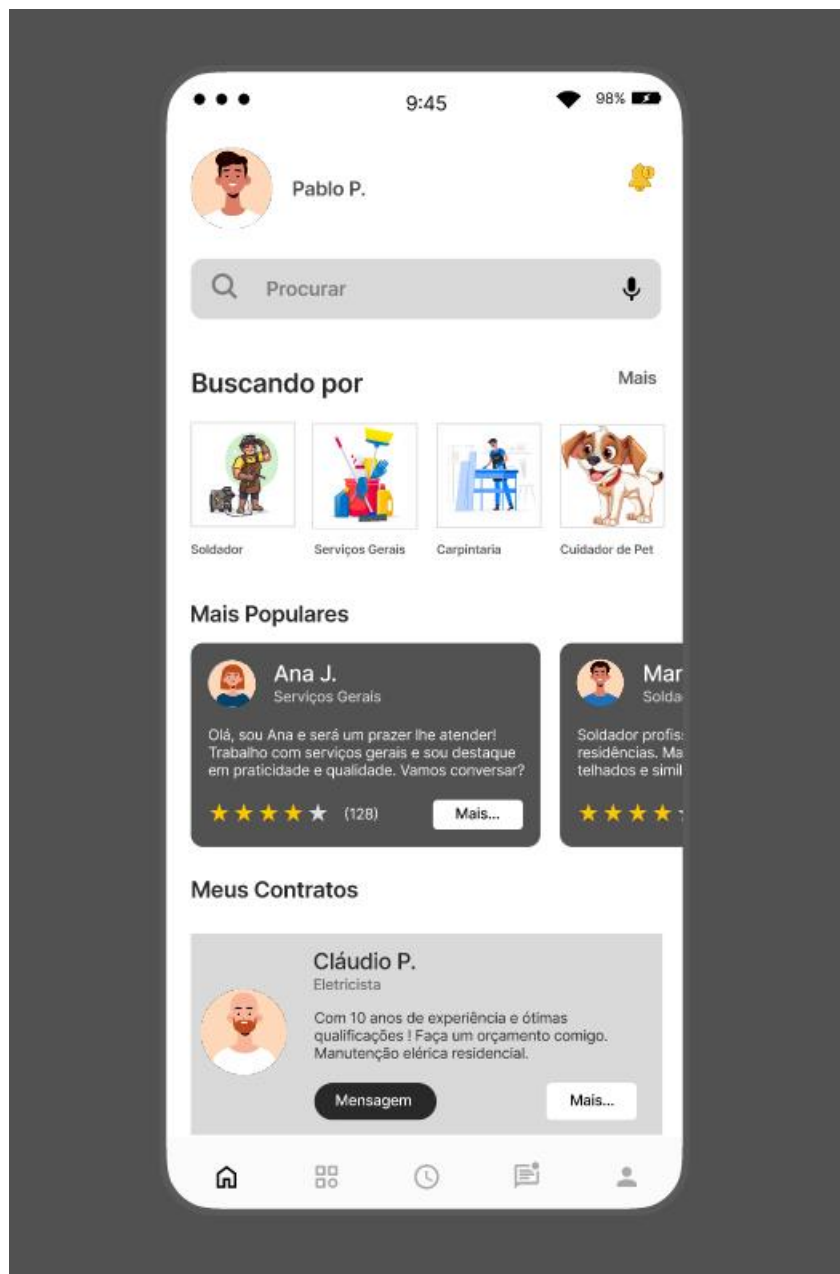 9:45
98%
Pablo P.
Procurar
Buscando por
Mais
Soldador
Serviços Gerais
Carpintaria
Cuidador de Pet
Mais Populares
Ana J.
Serviços Gerais
Olá, sou Ana e será um prazer lhe atender!
Trabalho com serviços gerais e sou destaque
em praticidade e qualidade. Vamos conversar?
(128)
Mais...
Mar
Solda
Soldador profis
residências. Ma
telhados e simil
Meus Contratos
Cláudio P.
Eletricista
Com 10 anos de experiência e ótimas
qualificações ! Faça um orçamento comigo.
Manutenção elérica residencial.
Mensagem
Mais...